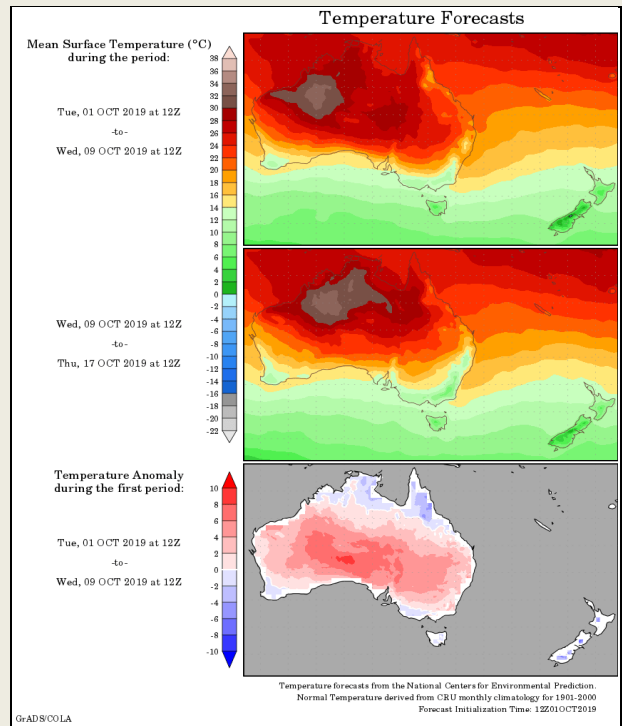 Temperature Forecasts
Mean Surface Temperature (°C)
during the period:
Tue, 01 OCT 2019 at 12Z
-to-
Wed, 09 OCT 2019 at 12Z
38
36
34
32
30
28
26
24
22
20
18
16
14
12
10
8
6
4
2
0
-2
-4
-6
-8
-10
-12
-14
-16
-18
-20
-22
Wed, 09 OCT 2019 at 12Z
-to-
Thu, 17 OCT 2019 at 12Z
Temperature Anomaly
during the first period:
Tue, 01 OCT 2019 at 12Z
-to-
Wed, 09 OCT 2019 at 12Z
10
8
6
4
2
-2
-4
-6
-8
-10
Temperature forecasts from the National Centers for Environmental Prediction.
Normal Temperature derived from CRU monthly climatology for 1901-2000
Forecast Initialization Time: 12Z01OCT2019
GrADS/COLA